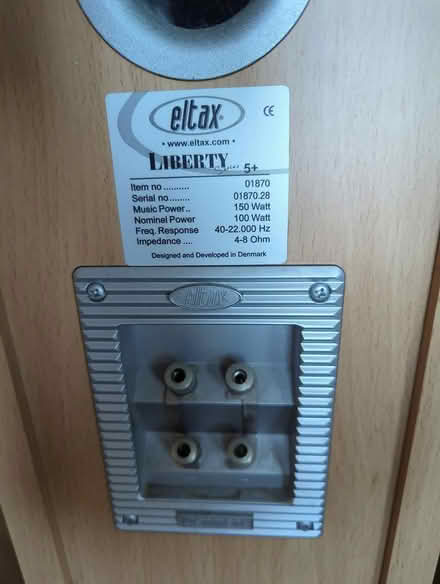 eltax
CE
• www.eltax.com •
LIBERTY 5+
Item no .......... 01870
Serial no ........ 01870.28
Music Power .. 150 Watt
Nominel Power 100 Watt
Freq. Response 40-22.000 Hz
Impedance .... 4-8 Ohm
Designed and Developed in Denmark
eltax